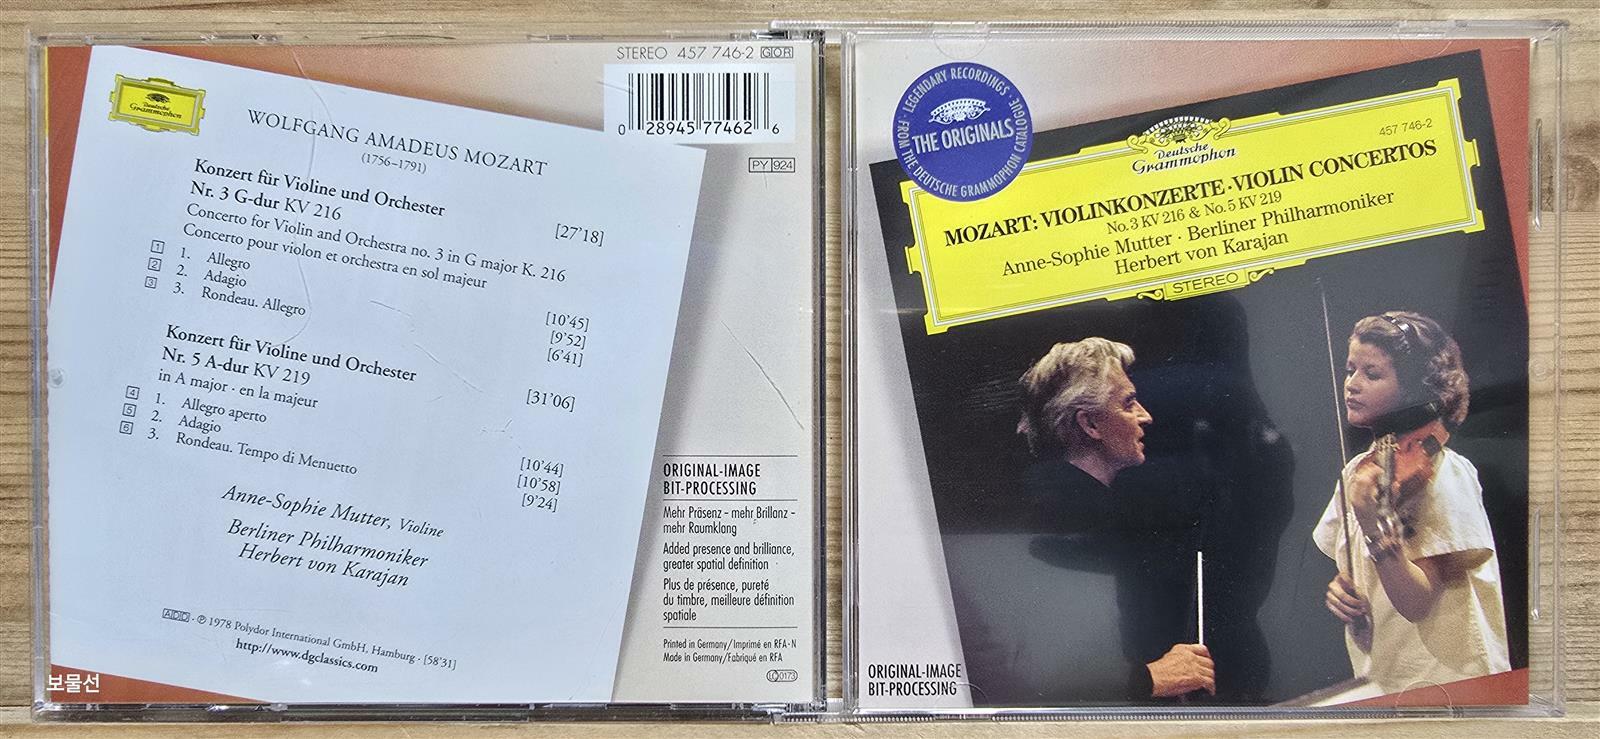 STEREO 457 746-2 GOR
0 28945 77462 6
PY 924
Deutsche
Grammophon
WOLFGANG AMADEUS MOZART
(1756–1791)
Konzert für Violine und Orchester
Nr. 3 G-dur KV 216 [27'18]
Concerto for Violin and Orchestra no. 3 in G major K. 216
Concerto pour violon et orchestra en sol majeur
1 1. Allegro [10'45]
2 2. Adagio [9'52]
3 3. Rondeau. Allegro [6'41]
Konzert für Violine und Orchester
Nr. 5 A-dur KV 219 [31'06]
in A major · en la majeur
4 1. Allegro aperto [10'44]
5 2. Adagio [10'58]
6 3. Rondeau. Tempo di Menuetto [9'24]
Anne-Sophie Mutter, Violine
Berliner Philharmoniker
Herbert von Karajan
ADD · ℗ 1978 Polydor International GmbH, Hamburg · [58'31]
http://www.dgclassics.com
보물선
ORIGINAL-IMAGE
BIT-PROCESSING
Mehr Präsenz – mehr Brillanz –
mehr Raumklang
Added presence and brilliance,
greater spatial definition
Plus de présence, pureté
du timbre, meilleure définition
spatiale
Printed in Germany/Imprimé en RFA·N
Made in Germany/Fabriqué en RFA
LC 0173
LEGENDARY RECORDINGS
THE ORIGINALS
· FROM THE DEUTSCHE GRAMMOPHON CATALOGUE ·
Deutsche
Grammophon
457 746-2
MOZART: VIOLINKONZERTE · VIOLIN CONCERTOS
No. 3 KV 216 & No. 5 KV 219
Anne-Sophie Mutter · Berliner Philharmoniker
Herbert von Karajan
STEREO
ORIGINAL-IMAGE
BIT-PROCESSING